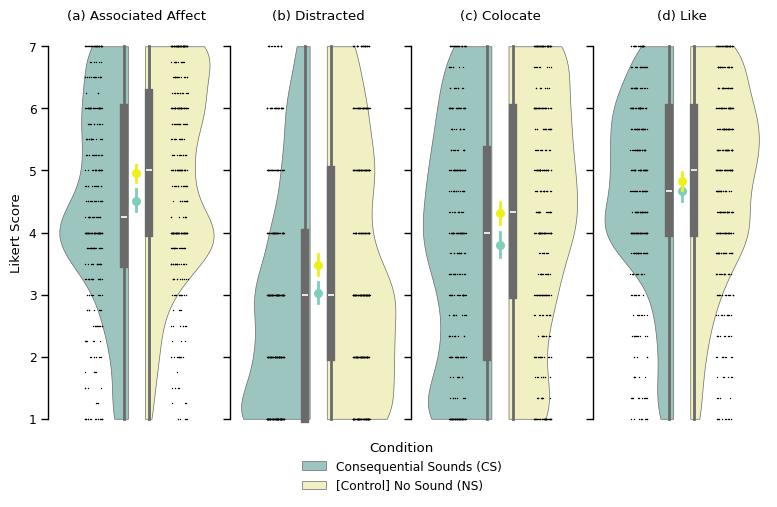 (a) Associated Affect
(b) Distracted
(c) Colocate
(d) Like
7
6
5
4
3
2
1
Likert Score
Condition
Consequential Sounds (CS)
[Control] No Sound (NS)